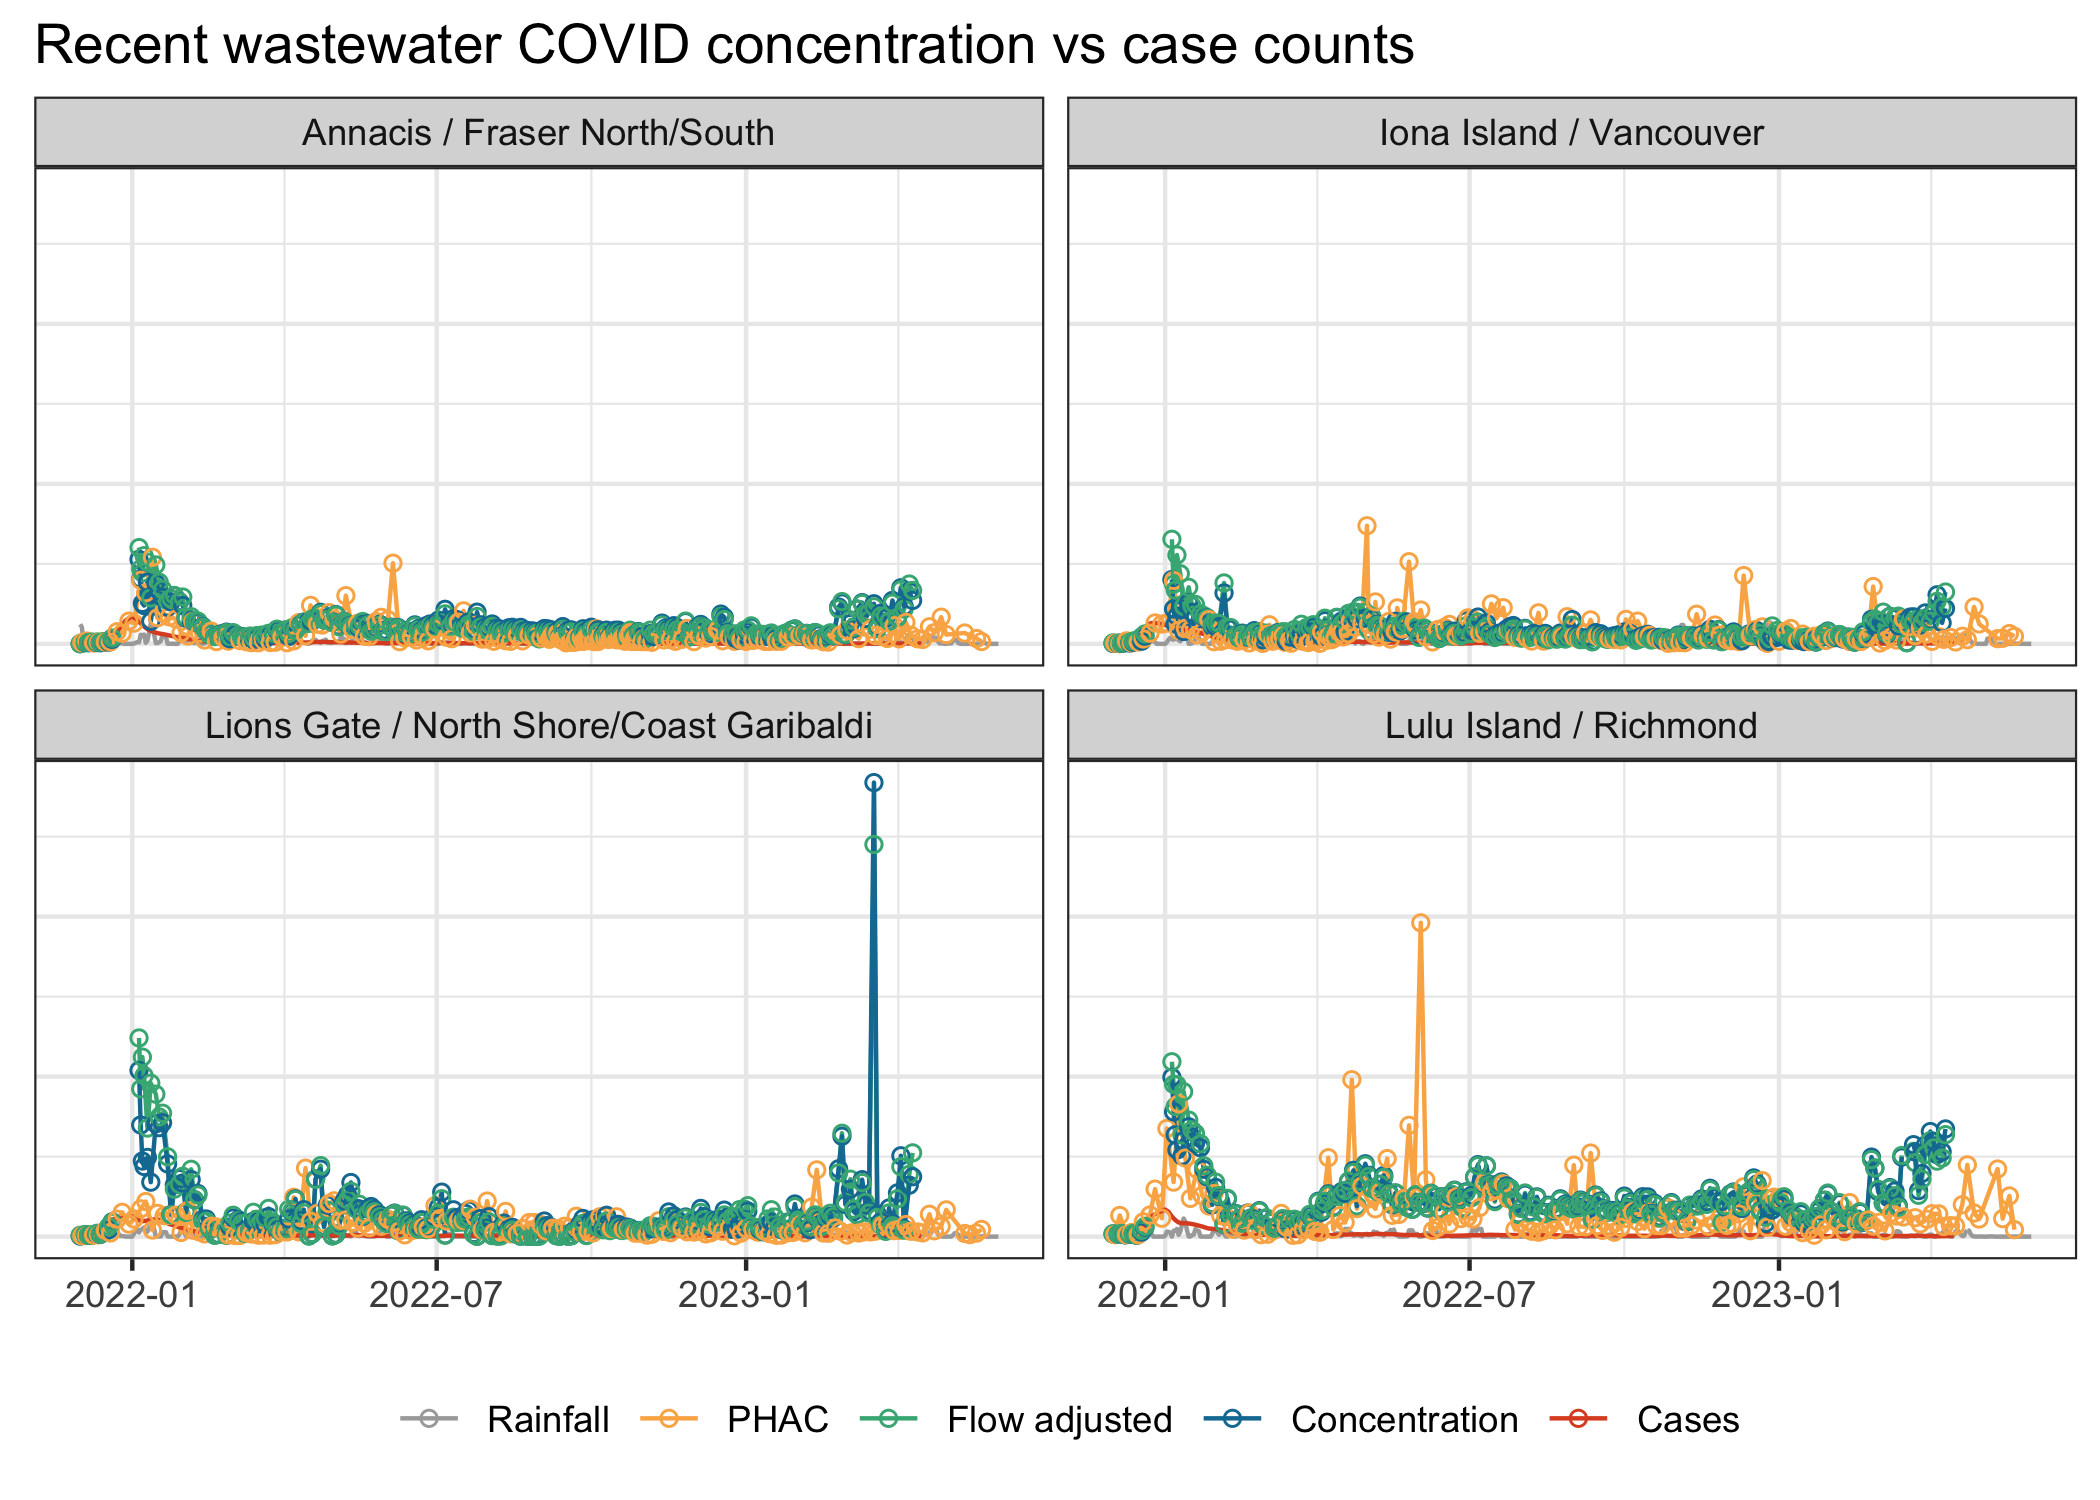 Recent wastewater COVID concentration vs case counts
Annacis / Fraser North/South
Iona Island / Vancouver
Lions Gate / North Shore/Coast Garibaldi
Lulu Island / Richmond
2022-01 2022-07 2023-01 2022-01 2022-07 2023-01
Rainfall PHAC Flow adjusted Concentration Cases